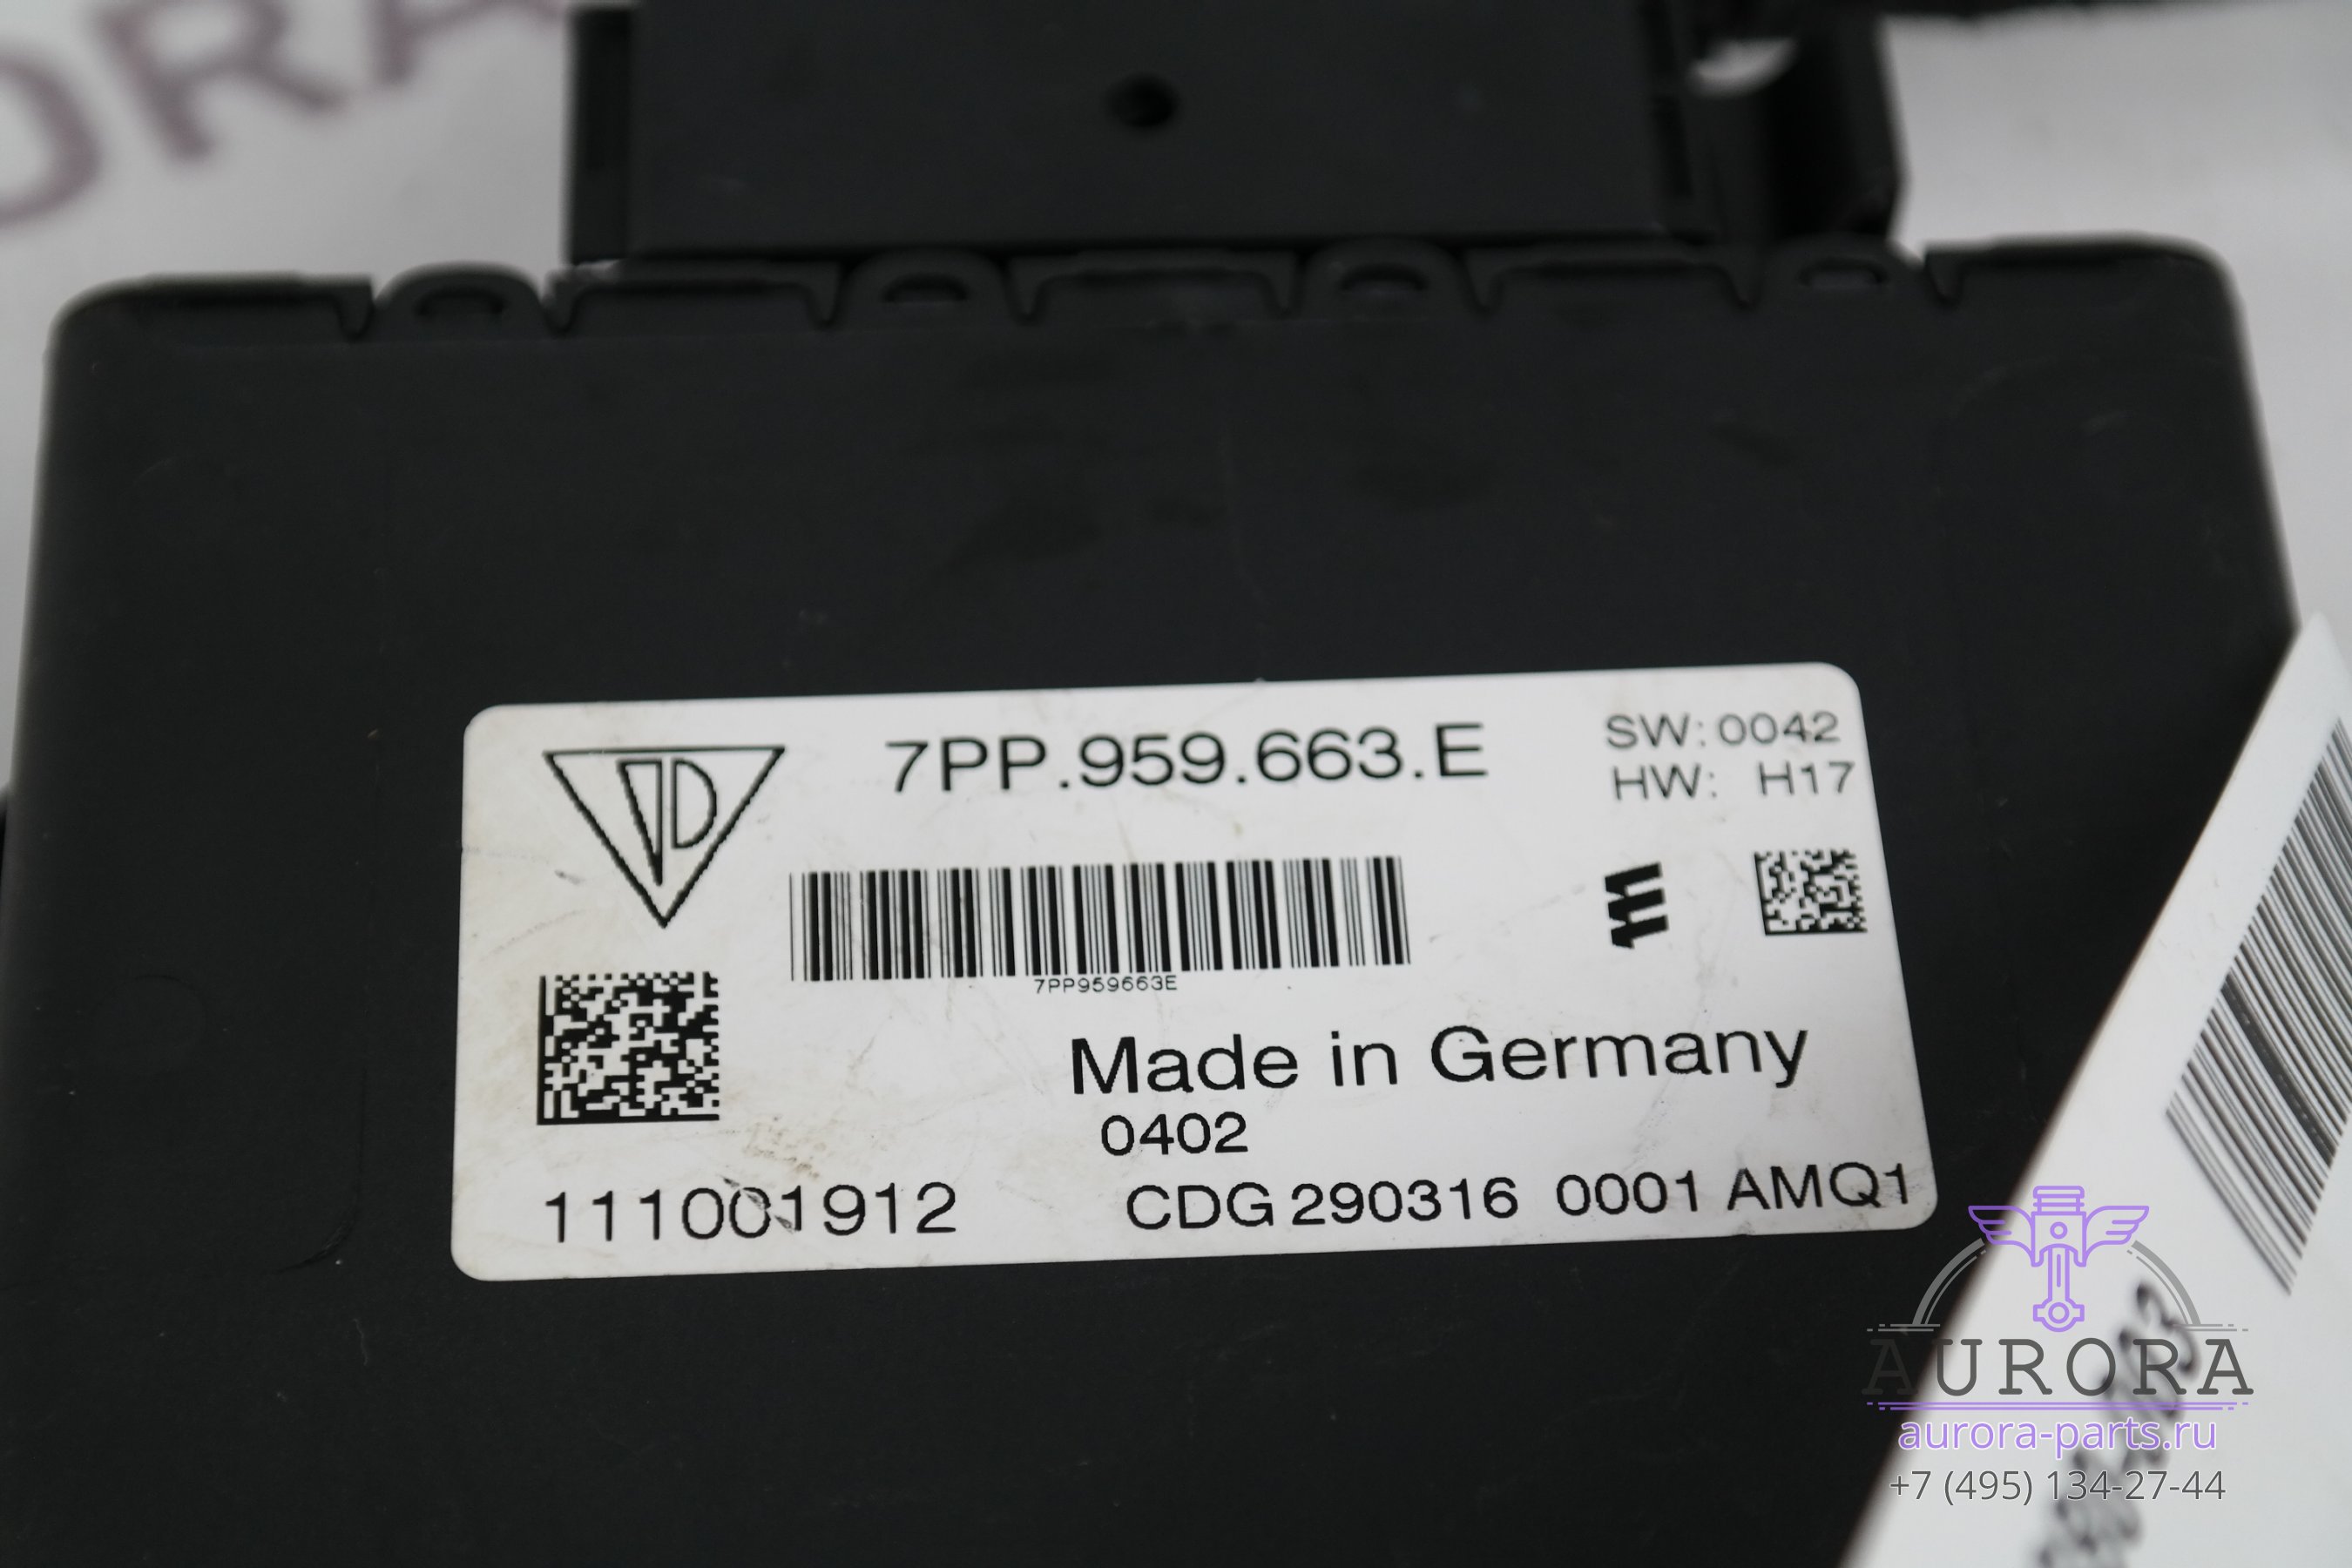 ORA
7PP.959.663.E
SW: 0042
HW: H17
7PP959663E
Made in Germany
0402
111001912
CDG 290316 0001 AMQ1
AURORA
aurora-parts.ru
+7 (495) 134-27-44